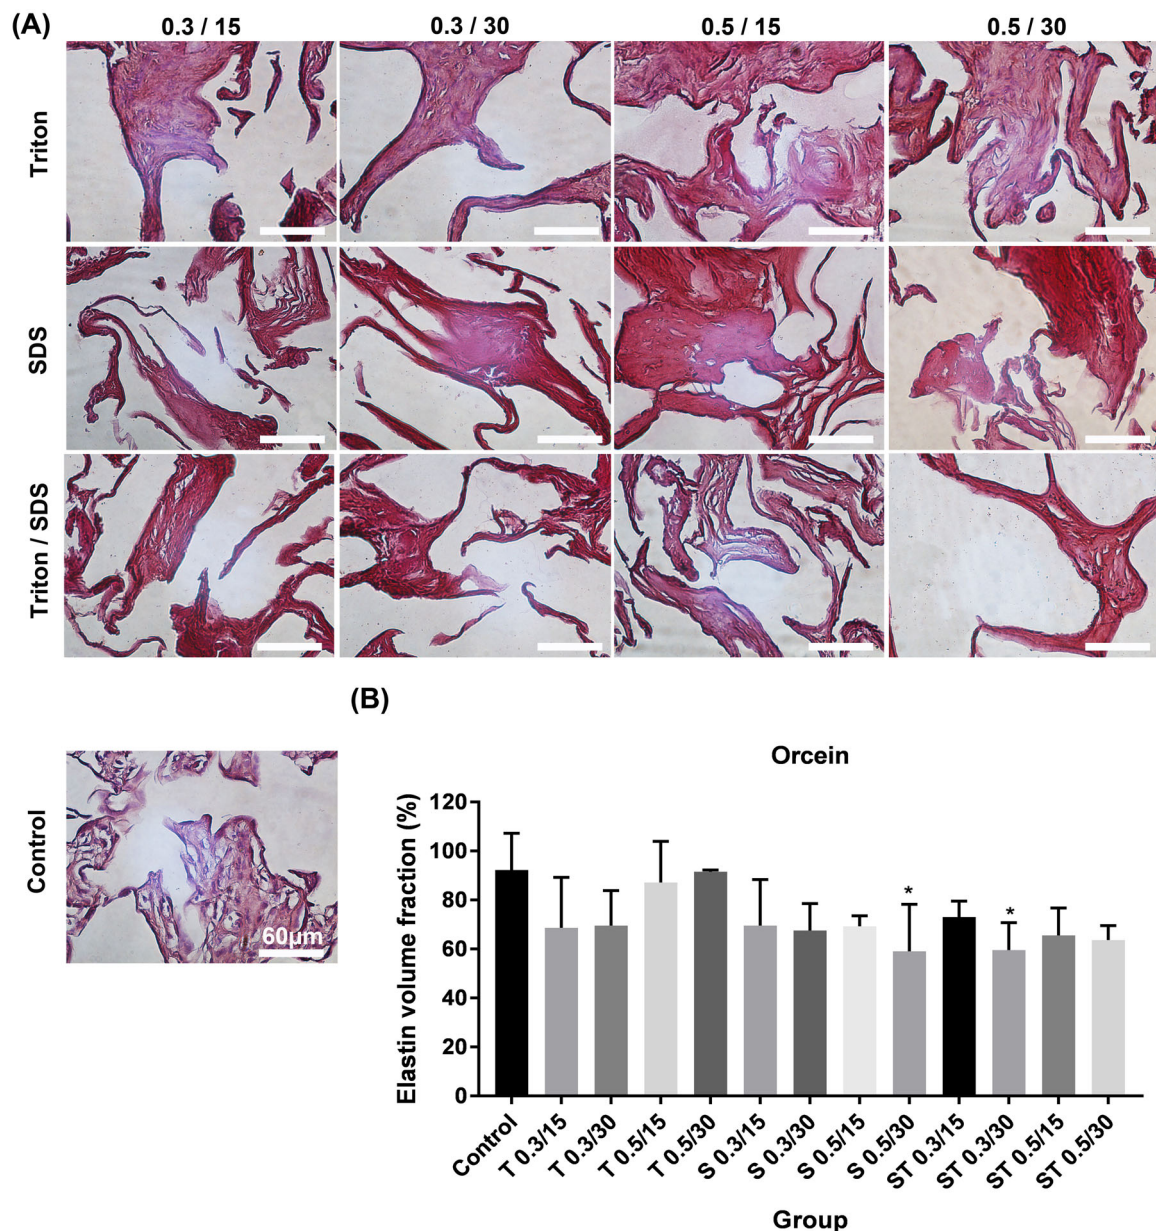 (A)
0.3 / 15
0.3 / 30
0.5 / 15
0.5 / 30
Triton
SDS
Triton / SDS
Control
60µm
(B)
Orcein
Elastin volume fraction (%)
120
100
80
60
40
20
0
*
*
Control
T 0.3/15
T 0.3/30
T 0.5/15
T 0.5/30
S 0.3/15
S 0.3/30
S 0.5/15
S 0.5/30
ST 0.3/15
ST 0.3/30
ST 0.5/15
ST 0.5/30
Group